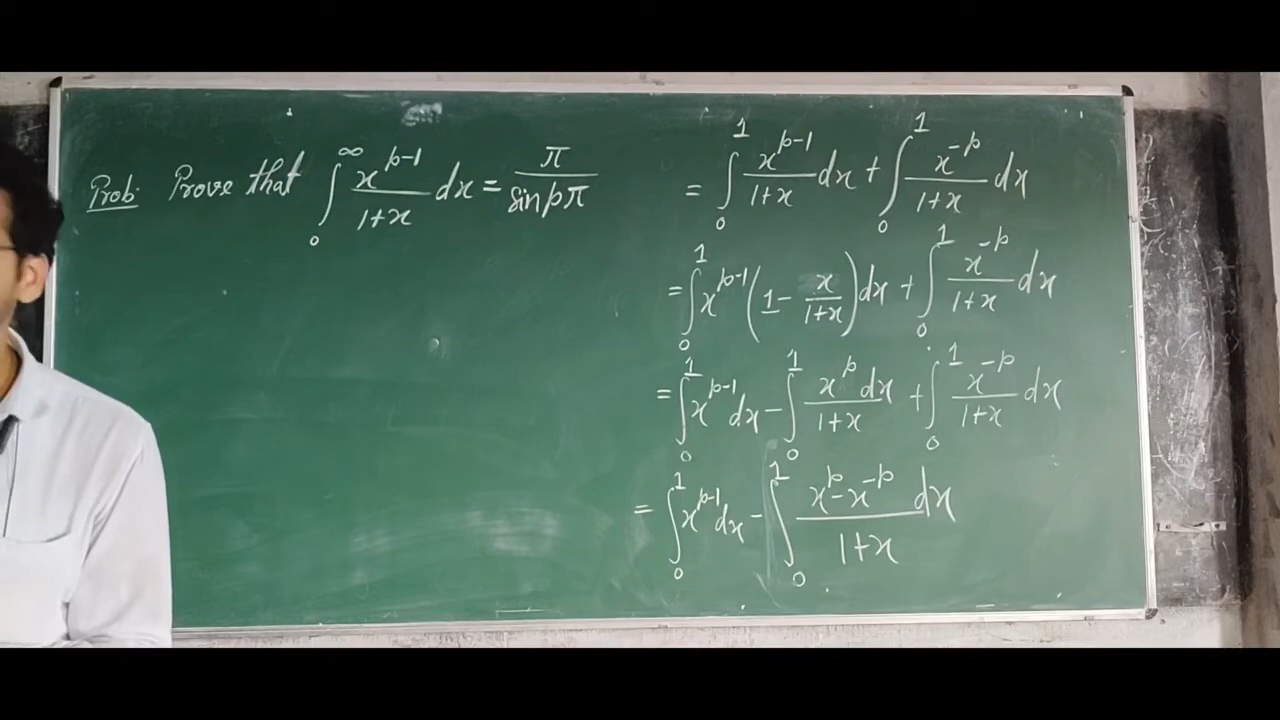 Prob: Prove that ∫₀^∞ x^(p-1)/(1+x) dx = π/(sin pπ)
= ∫₀¹ x^(p-1)/(1+x) dx + ∫₀¹ x^(-p)/(1+x) dx
= ∫₀¹ x^(p-1) (1 - x/(1+x)) dx + ∫₀¹ x^(-p)/(1+x) dx
= ∫₀¹ x^(p-1) dx - ∫₀¹ x^p dx/(1+x) + ∫₀¹ x^(-p)/(1+x) dx
= ∫₀¹ x^(p-1) dx - ∫₀¹ (x^p - x^(-p))/(1+x) dx